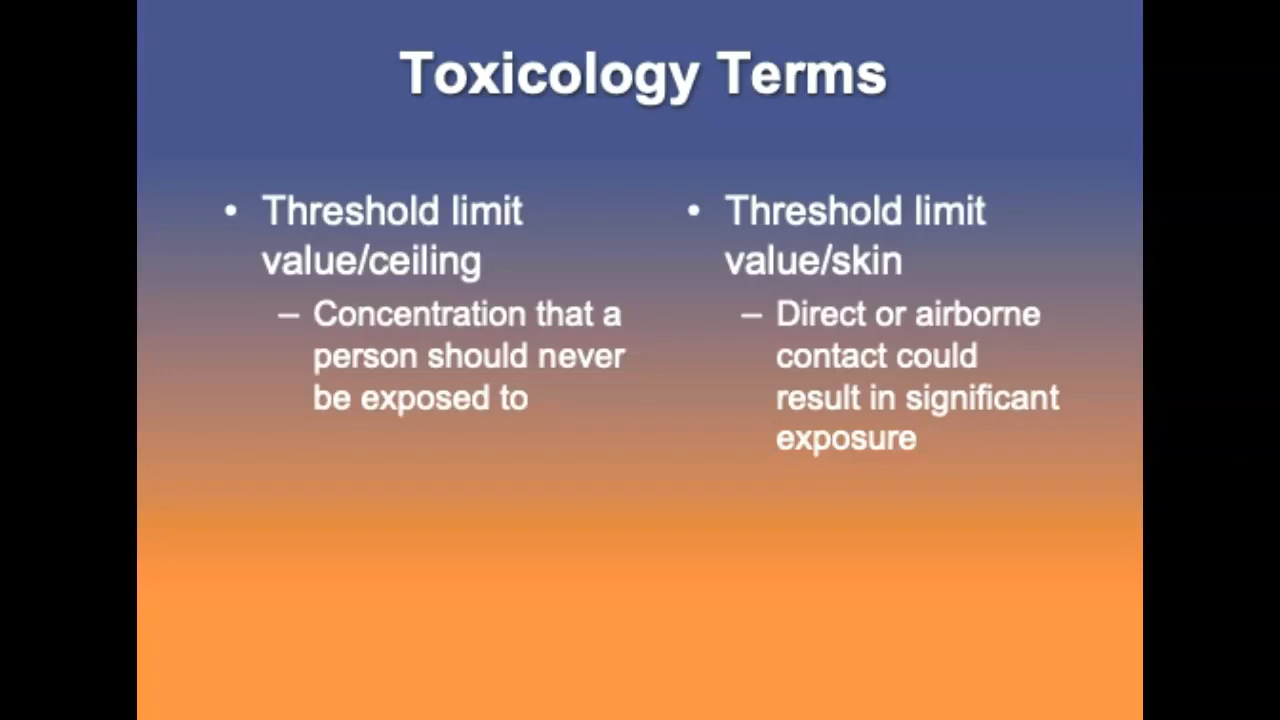 Toxicology Terms
• Threshold limit
value/ceiling
– Concentration that a
person should never
be exposed to
• Threshold limit
value/skin
– Direct or airborne
contact could
result in significant
exposure